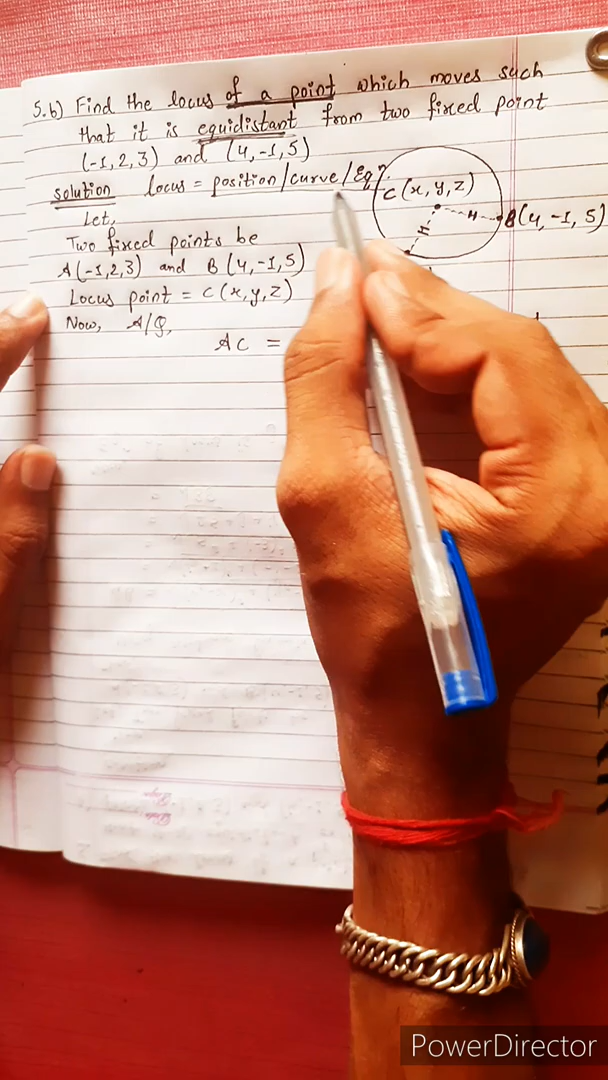 5.b) Find the locus of a point which moves such
that it is equidistant from two fixed point
(-1,2,3) and (4,-1,5)
solution locus = position/curve/Eqn.
Let,
Two fixed points be
A(-1,2,3) and B(4,-1,5)
Locus point = C(x,y,z)
Now, A/Q,
AC =
C(x,y,z)
B(4,-1,5)
PowerDirector